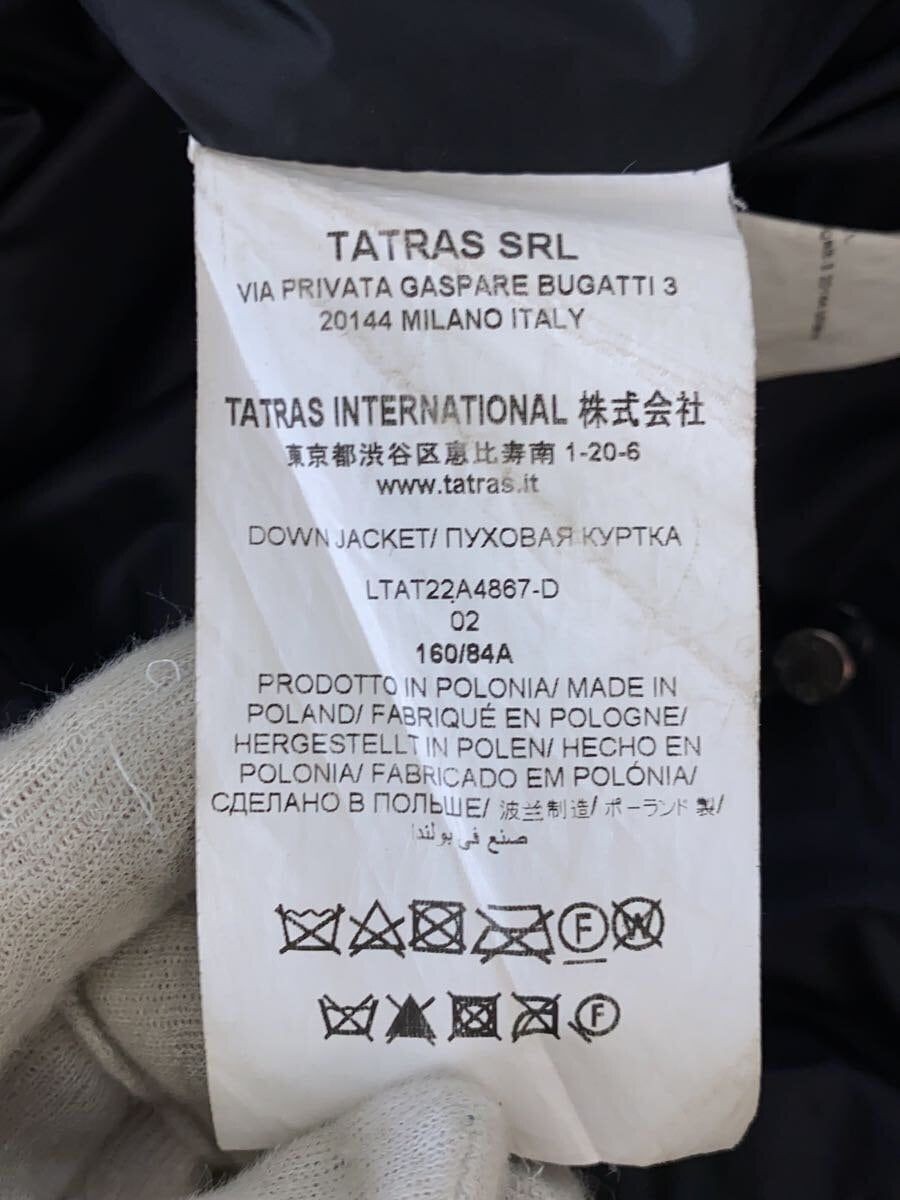 TATRAS SRL
VIA PRIVATA GASPARE BUGATTI 3
20144 MILANO ITALY
TATRAS INTERNATIONAL 株式会社
東京都渋谷区恵比寿南 1-20-6
www.tatras.it
DOWN JACKET/ ПУХОВАЯ КУРТКА
LTAT22A4867-D
02
160/84A
PRODOTTO IN POLONIA/ MADE IN
POLAND/ FABRIQUÉ EN POLOGNE/
HERGESTELLT IN POLEN/ HECHO EN
POLONIA/ FABRICADO EM POLÓNIA/
СДЕЛАНО В ПОЛЬШЕ/ 波兰制造/ ポーランド製/
صنع في بولندا
F W
F